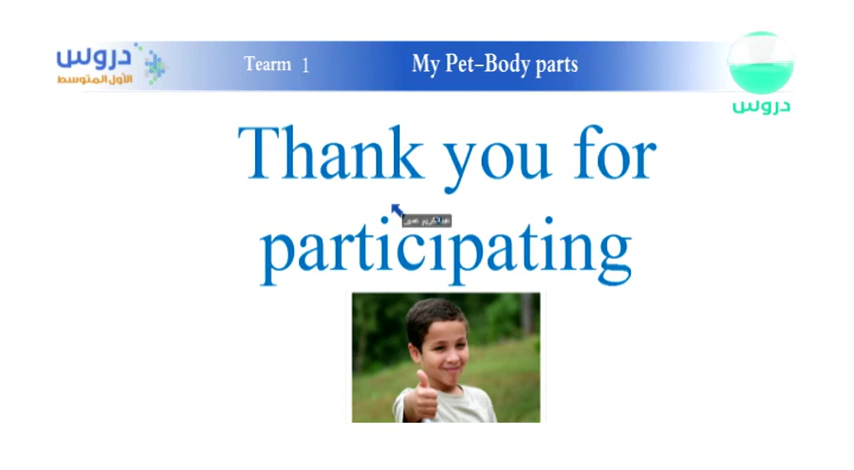 دروس
الأول المتوسط
Tearm 1
My Pet-Body parts
دروس
Thank you for
participating